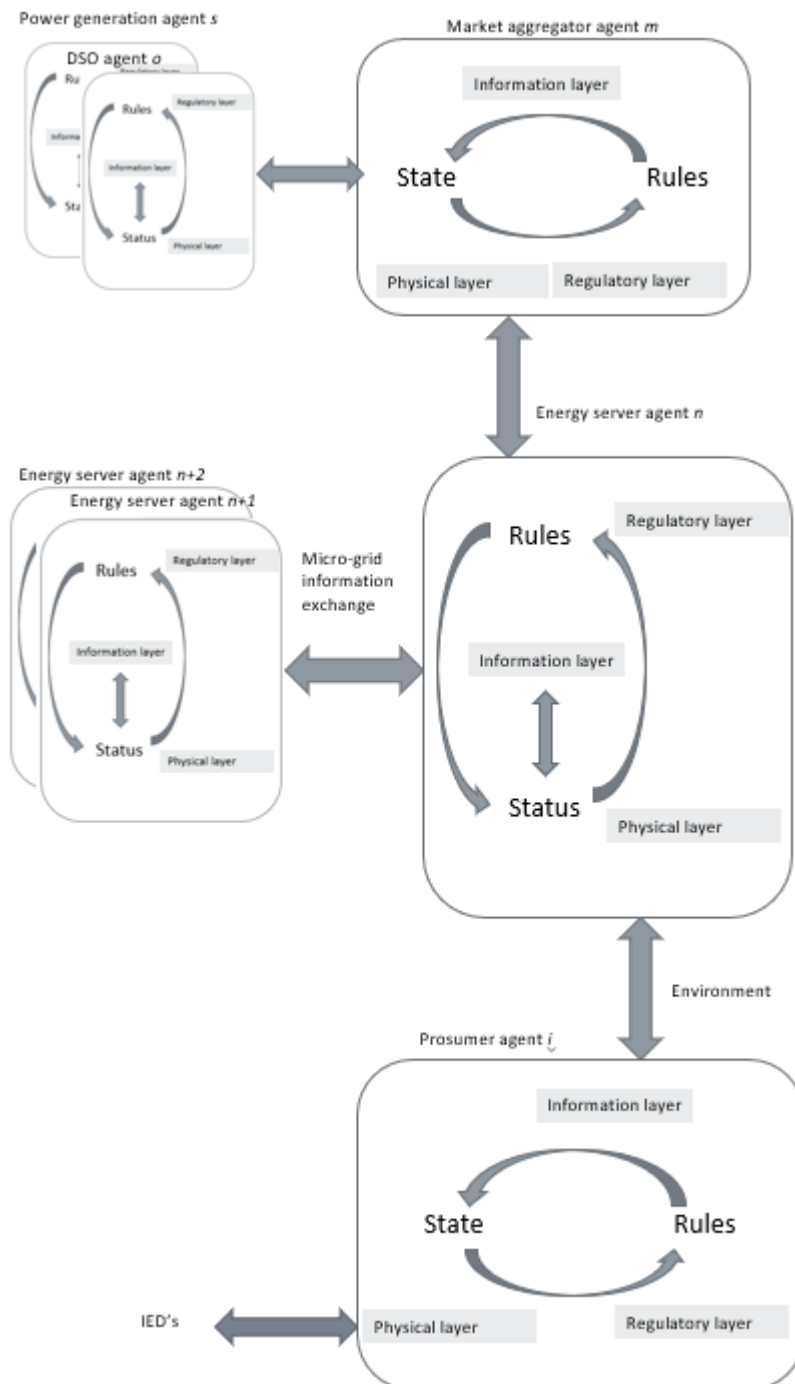 Power generation agent s
DSO agent o
Regulatory layer
Rules
Information layer
Status
Physical layer
Market aggregator agent m
Information layer
State
Rules
Physical layer
Regulatory layer
Energy server agent n
Energy server agent n+2
Energy server agent n+1
Rules
Regulatory layer
Information layer
Status
Physical layer
Micro-grid
information
exchange
Rules
Regulatory layer
Information layer
Status
Physical layer
Environment
Prosumer agent i
Information layer
State
Rules
Physical layer
Regulatory layer
IED's